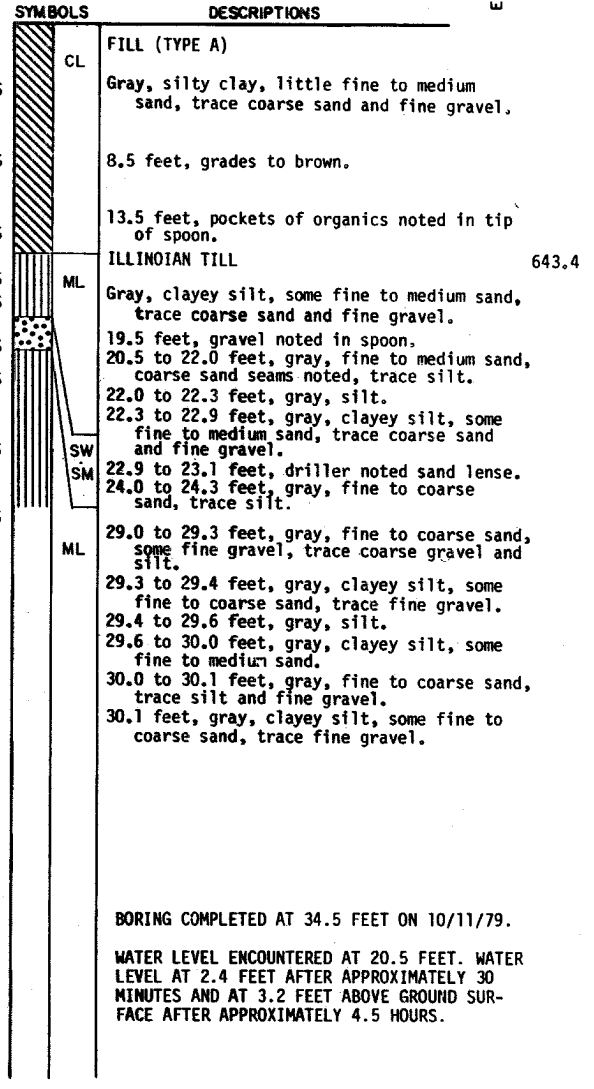 SYMBOLS DESCRIPTIONS
FILL (TYPE A)
CL
Gray, silty clay, little fine to medium
sand, trace coarse sand and fine gravel.
8.5 feet, grades to brown.
13.5 feet, pockets of organics noted in tip
of spoon.
ILLINOIAN TILL 643.4
ML
Gray, clayey silt, some fine to medium sand,
trace coarse sand and fine gravel.
19.5 feet, gravel noted in spoon.
20.5 to 22.0 feet, gray, fine to medium sand,
coarse sand seams noted, trace silt.
22.0 to 22.3 feet, gray, silt.
22.3 to 22.9 feet, gray, clayey silt, some
fine to medium sand, trace coarse sand
and fine gravel.
SW
22.9 to 23.1 feet, driller noted sand lense.
SM
24.0 to 24.3 feet, gray, fine to coarse
sand, trace silt.
29.0 to 29.3 feet, gray, fine to coarse sand,
ML
some fine gravel, trace coarse gravel and
silt.
29.3 to 29.4 feet, gray, clayey silt, some
fine to coarse sand, trace fine gravel.
29.4 to 29.6 feet, gray, silt.
29.6 to 30.0 feet, gray, clayey silt, some
fine to medium sand.
30.0 to 30.1 feet, gray, fine to coarse sand,
trace silt and fine gravel.
30.1 feet, gray, clayey silt, some fine to
coarse sand, trace fine gravel.
BORING COMPLETED AT 34.5 FEET ON 10/11/79.
WATER LEVEL ENCOUNTERED AT 20.5 FEET. WATER
LEVEL AT 2.4 FEET AFTER APPROXIMATELY 30
MINUTES AND AT 3.2 FEET ABOVE GROUND SUR-
FACE AFTER APPROXIMATELY 4.5 HOURS.